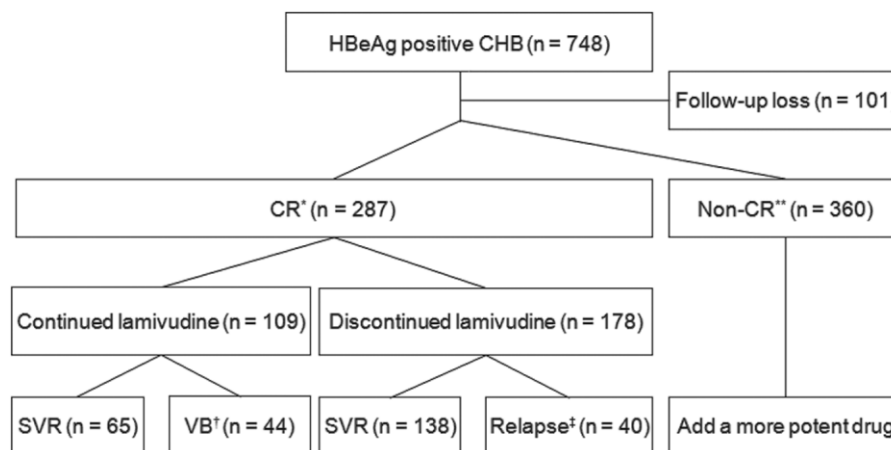 HBeAg positive CHB (n = 748)
Follow-up loss (n = 101
CR* (n = 287)
Non-CR** (n = 360)
Continued lamivudine (n = 109)
Discontinued lamivudine (n = 178)
SVR (n = 65)
VB† (n = 44)
SVR (n = 138)
Relapse‡ (n = 40)
Add a more potent drug